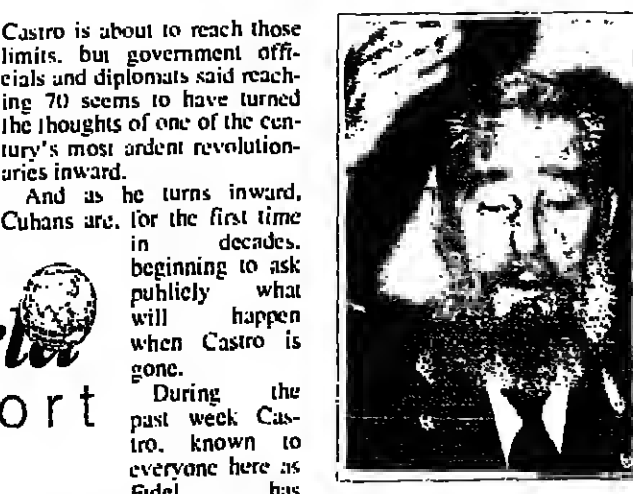 Castro is about to reach those
limits, but government offi-
cials and diplomats said reach-
ing 70 seems to have turned
the thoughts of one of the cen-
tury's most ardent revolution-
aries inward.
And as he turns inward,
Cubans are, for the first time
in decades,
beginning to ask
publicly what
will happen
when Castro is
gone.
During the
past week Cas-
tro, known to
everyone here as
Fidel, has
ort